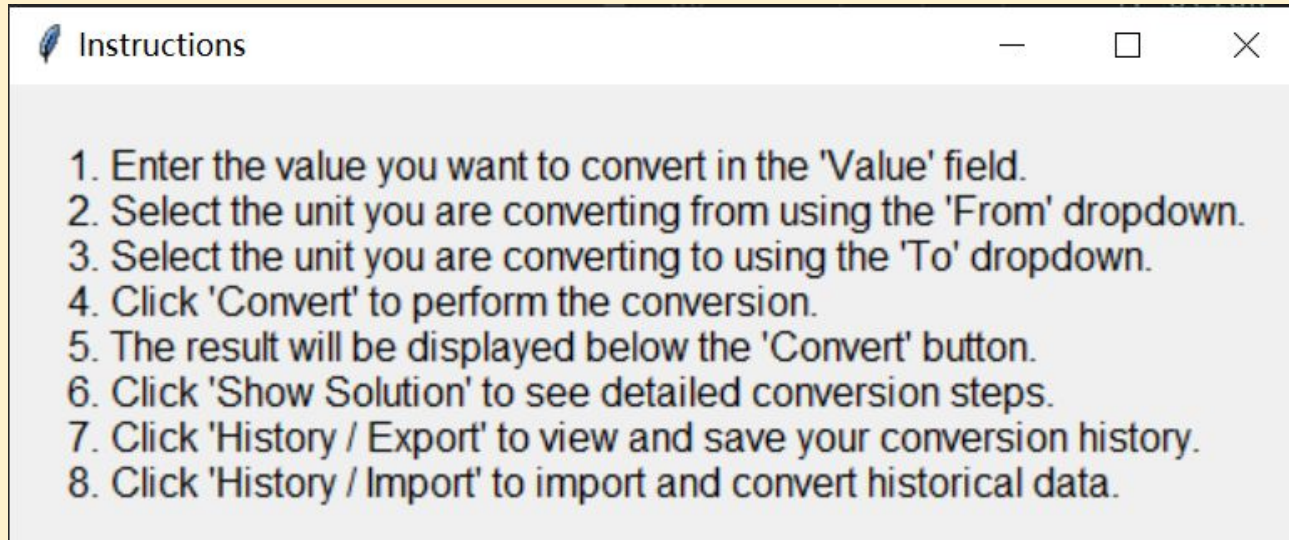 Instructions
1. Enter the value you want to convert in the 'Value' field.
2. Select the unit you are converting from using the 'From' dropdown.
3. Select the unit you are converting to using the 'To' dropdown.
4. Click 'Convert' to perform the conversion.
5. The result will be displayed below the 'Convert' button.
6. Click 'Show Solution' to see detailed conversion steps.
7. Click 'History / Export' to view and save your conversion history.
8. Click 'History / Import' to import and convert historical data.